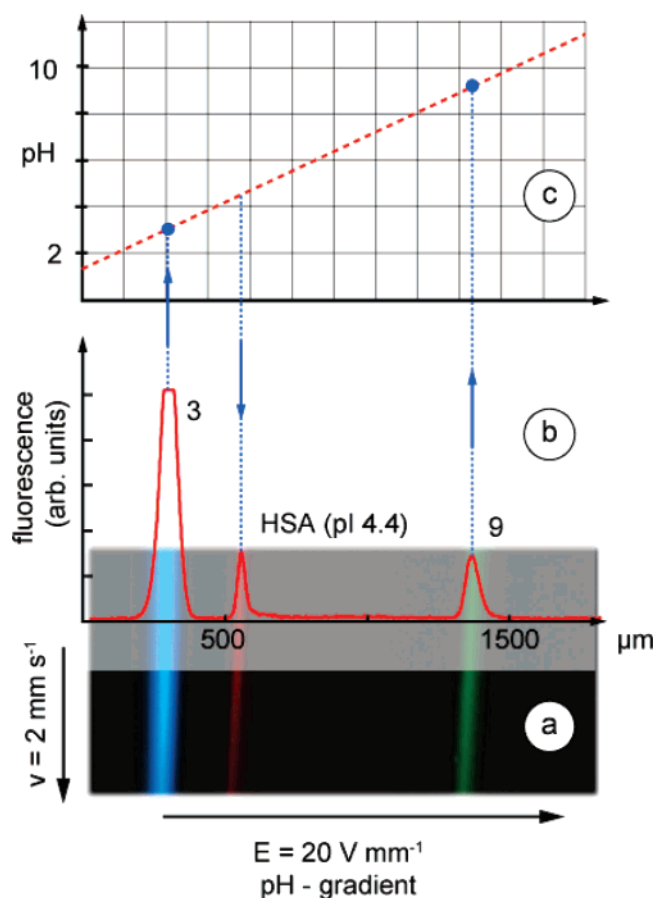 10
pH
c
2
fluorescence
(arb. units)
3
b
HSA (pI 4.4)
9
500
1500
µm
v = 2 mm s⁻¹
a
E = 20 V mm⁻¹
pH - gradient